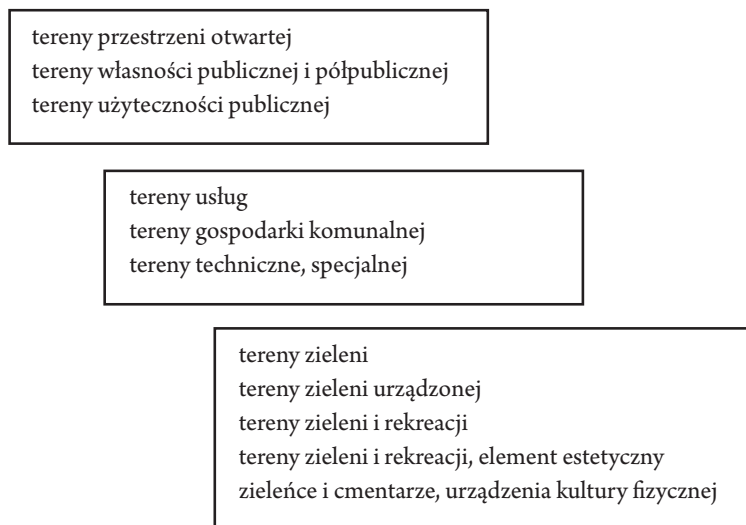 tereny przestrzeni otwartej
tereny własności publicznej i półpublicznej
tereny użyteczności publicznej
tereny usług
tereny gospodarki komunalnej
tereny techniczne, specjalnej
tereny zieleni
tereny zieleni urządzonej
tereny zieleni i rekreacji
tereny zieleni i rekreacji, element estetyczny
zieleńce i cmentarze, urządzenia kultury fizycznej